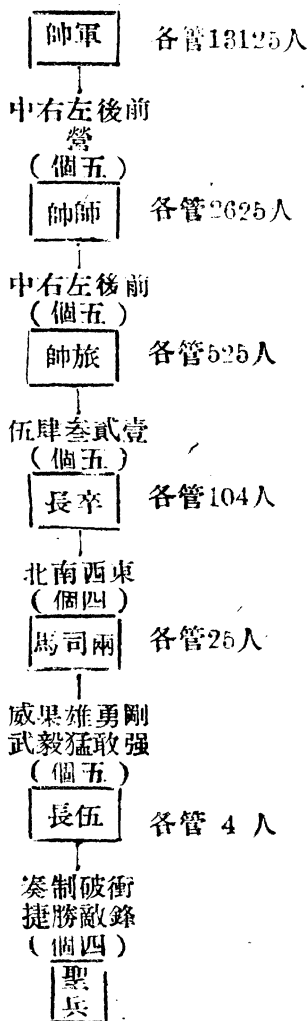 軍帥
各管13125人
前後左右中
營
(五個)
師帥
各管2625人
前後左右中
(五個)
旅帥
各管525人
壹貳叁肆伍
(五個)
卒長
各管104人
東西南北
(四個)
兩司馬
各管25人
剛勇雄果威
强敢猛毅武
(五個)
伍長
各管 4 人
衝破制奏
鋒敵勝捷
(四個)
聖
兵